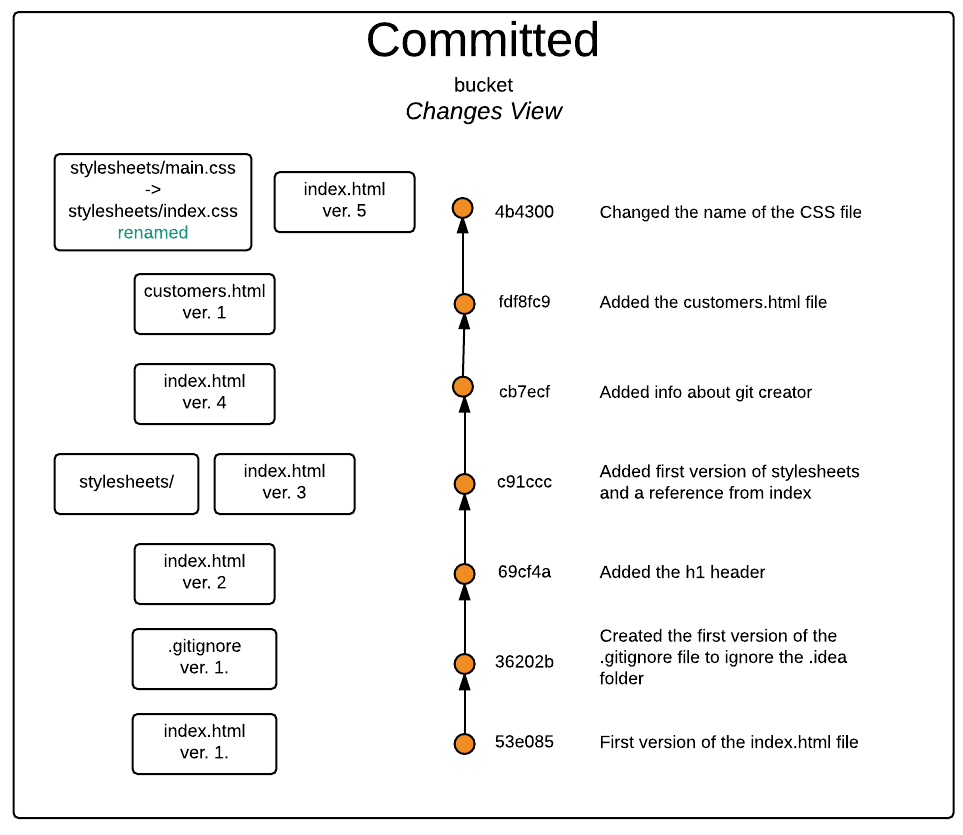 Committed
bucket
Changes View
stylesheets/main.css
->
stylesheets/index.css
renamed
index.html
ver. 5
4b4300
Changed the name of the CSS file
customers.html
ver. 1
fdf8fc9
Added the customers.html file
index.html
ver. 4
cb7ecf
Added info about git creator
stylesheets/
index.html
ver. 3
c91ccc
Added first version of stylesheets
and a reference from index
index.html
ver. 2
69cf4a
Added the h1 header
.gitignore
ver. 1.
36202b
Created the first version of the
.gitignore file to ignore the .idea
folder
index.html
ver. 1.
53e085
First version of the index.html file